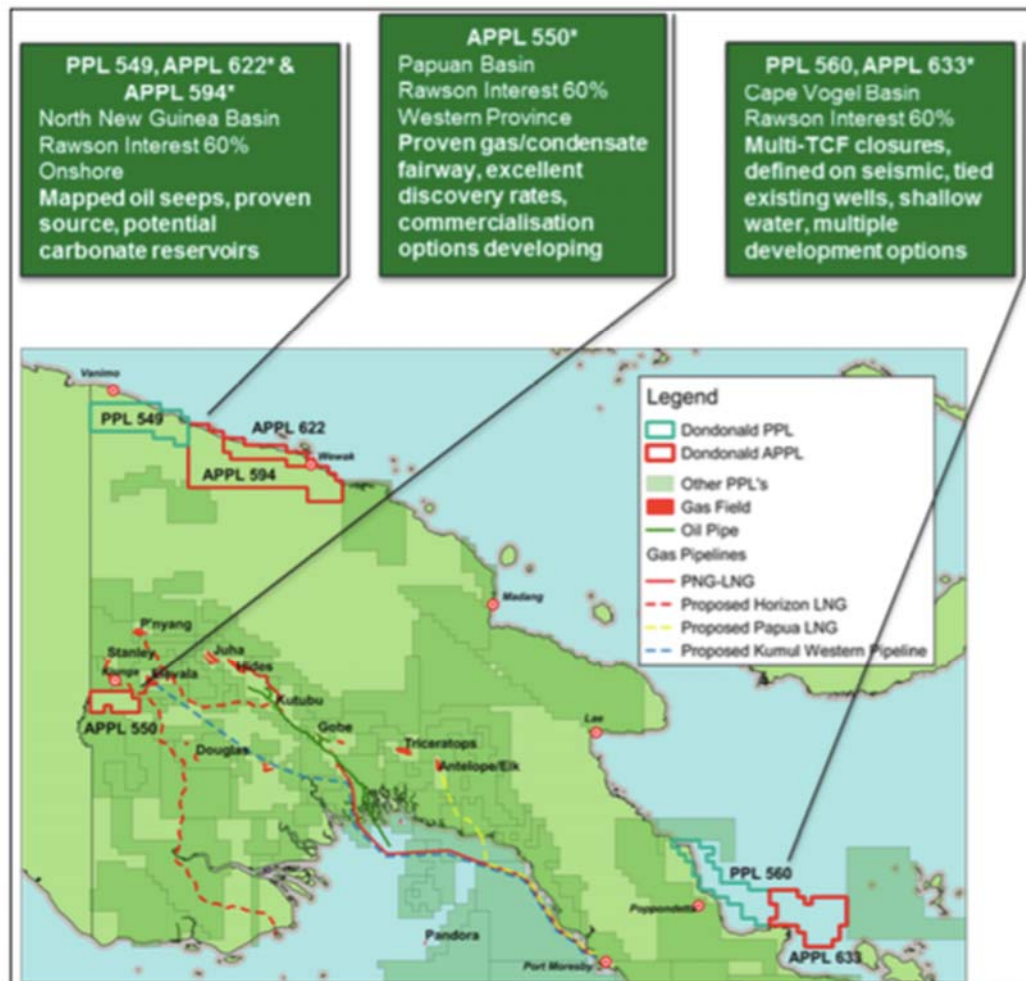 PPL 549, APPL 622* &
APPL 594*
North New Guinea Basin
Rawson Interest 60%
Onshore
Mapped oil seeps, proven
source, potential
carbonate reservoirs
APPL 550*
Papuan Basin
Rawson Interest 60%
Western Province
Proven gas/condensate
fairway, excellent
discovery rates,
commercialisation
options developing
PPL 560, APPL 633*
Cape Vogel Basin
Rawson Interest 60%
Multi-TCF closures,
defined on seismic, tied
existing wells, shallow
water, multiple
development options
Vanimo
PPL 549
APPL 622
Wewak
APPL 594
Legend
Dondonald PPL
Dondonald APPL
Other PPL's
Gas Field
Oil Pipe
Gas Pipelines
PNG-LNG
Proposed Horizon LNG
Proposed Papua LNG
Proposed Kumul Western Pipeline
Madang
P'nyang
Stanley
Juha
Hides
Kutubu
APPL 550
Gobe
Lae
Douglas
Triceratops
Antelope/Elk
PPL 560
Poppondetta
Pandora
APPL 633
Port Moresby